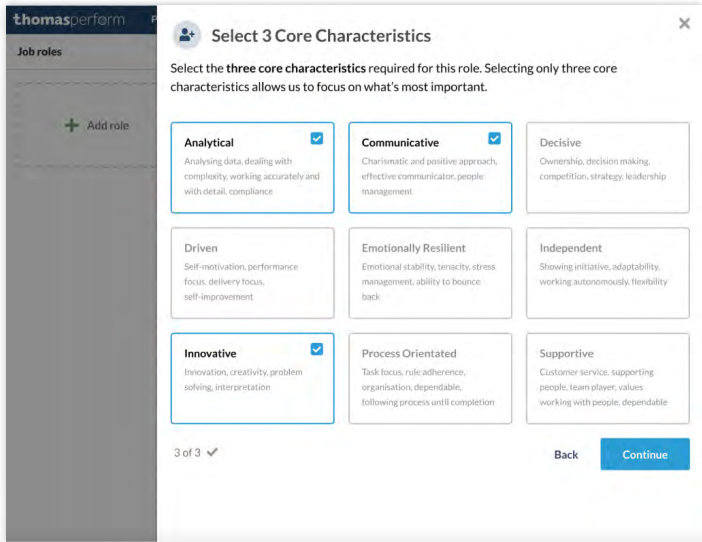 thomasperform
Job roles
Add role
Select 3 Core Characteristics
Select the three core characteristics required for this role. Selecting only three core
characteristics allows us to focus on what's most important.
Analytical
Analysing data, dealing with
complexity, working accurately and
with detail, compliance
Communicative
Charismatic and positive approach,
effective communicator, people
management
Decisive
Ownership, decision making,
competition, strategy, leadership
Driven
Self-motivation, performance
focus, delivery focus,
self-improvement
Emotionally Resilient
Emotional stability, tenacity, stress
management, ability to bounce
back
Independent
Showing initiative, adaptability,
working autonomously, flexibility
Innovative
Innovation, creativity, problem
solving, interpretation
Process Orientated
Task focus, rule adherence,
organisation, dependable,
following process until completion
Supportive
Customer service, supporting
people, team player, values
working with people, dependable
3 of 3
Back
Continue